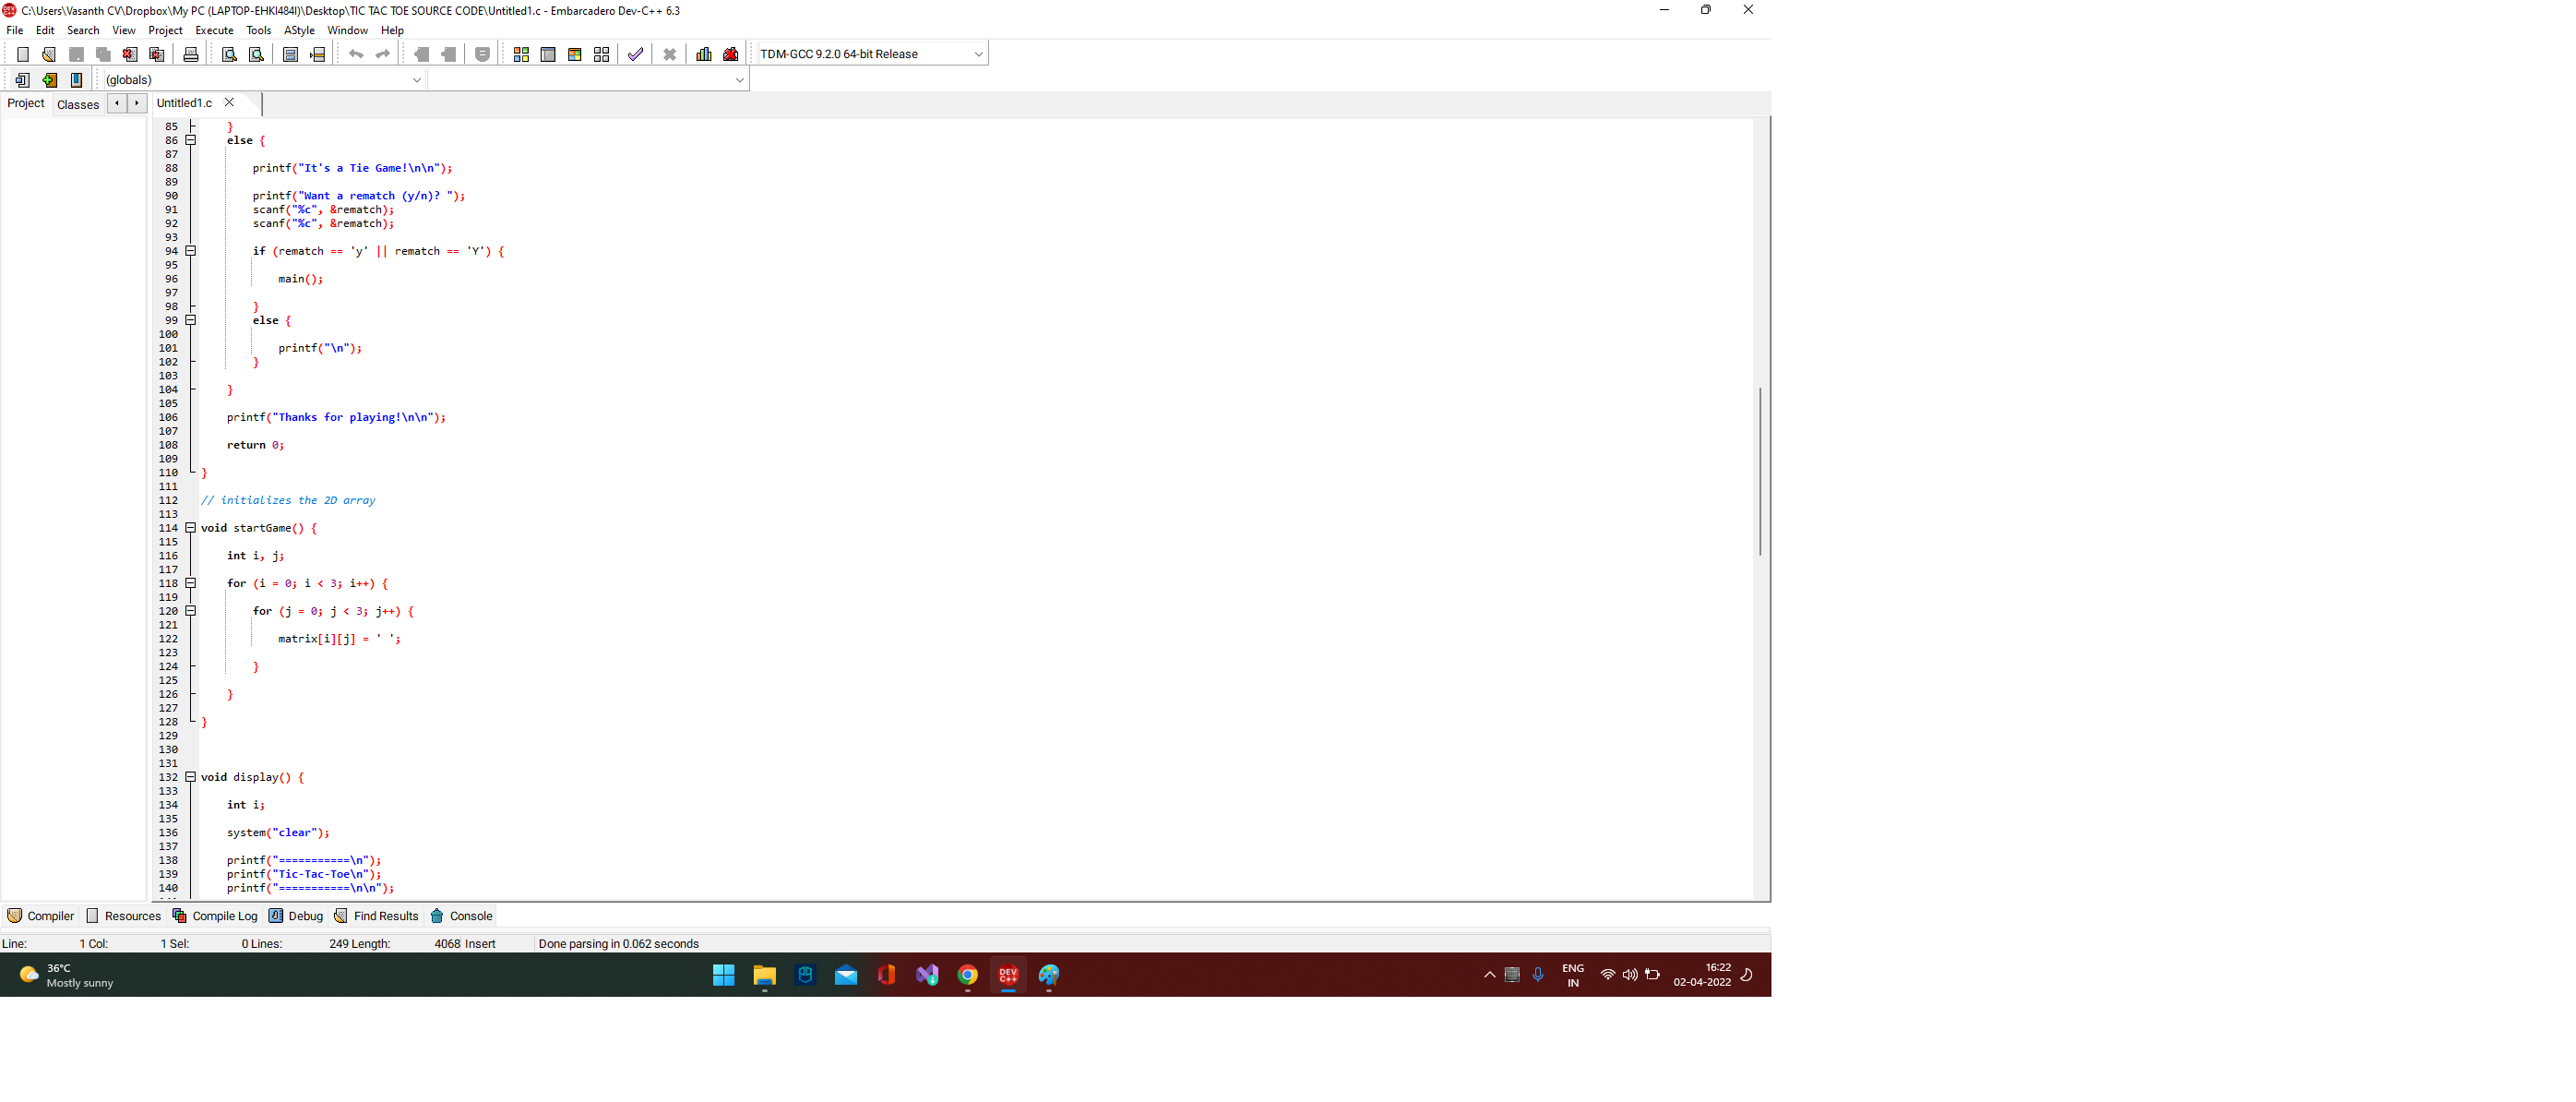 C:\Users\Vasanth CV\Dropbox\My PC (LAPTOP-EHKI484I)\Desktop\TIC TAC TOE SOURCE CODE\Untitled1.c - Embarcadero Dev-C++ 6.3
File Edit Search View Project Execute Tools AStyle Window Help
TDM-GCC 9.2.0 64-bit Release
(globals)
Project Classes Untitled1.c
85     }
86     else {
87
88         printf("It's a Tie Game!\n\n");
89
90         printf("Want a rematch (y/n)? ");
91         scanf("%c", &rematch);
92         scanf("%c", &rematch);
93
94         if (rematch == 'y' || rematch == 'Y') {
95
96             main();
97
98         }
99         else {
100
101             printf("\n");
102         }
103
104     }
105
106     printf("Thanks for playing!\n\n");
107
108     return 0;
109
110 }
111
112 // initializes the 2D array
113
114 void startGame() {
115
116     int i, j;
117
118     for (i = 0; i < 3; i++) {
119
120         for (j = 0; j < 3; j++) {
121
122             matrix[i][j] = ' ';
123
124         }
125
126     }
127
128 }
129
130
131
132 void display() {
133
134     int i;
135
136     system("clear");
137
138     printf("===========\n");
139     printf("Tic-Tac-Toe\n");
140     printf("===========\n\n");
Compiler Resources Compile Log Debug Find Results Console
Line: 1 Col: 1 Sel: 0 Lines: 249 Length: 4068 Insert Done parsing in 0.062 seconds
36°C
Mostly sunny
DEV C++
ENG
IN
16:22
02-04-2022